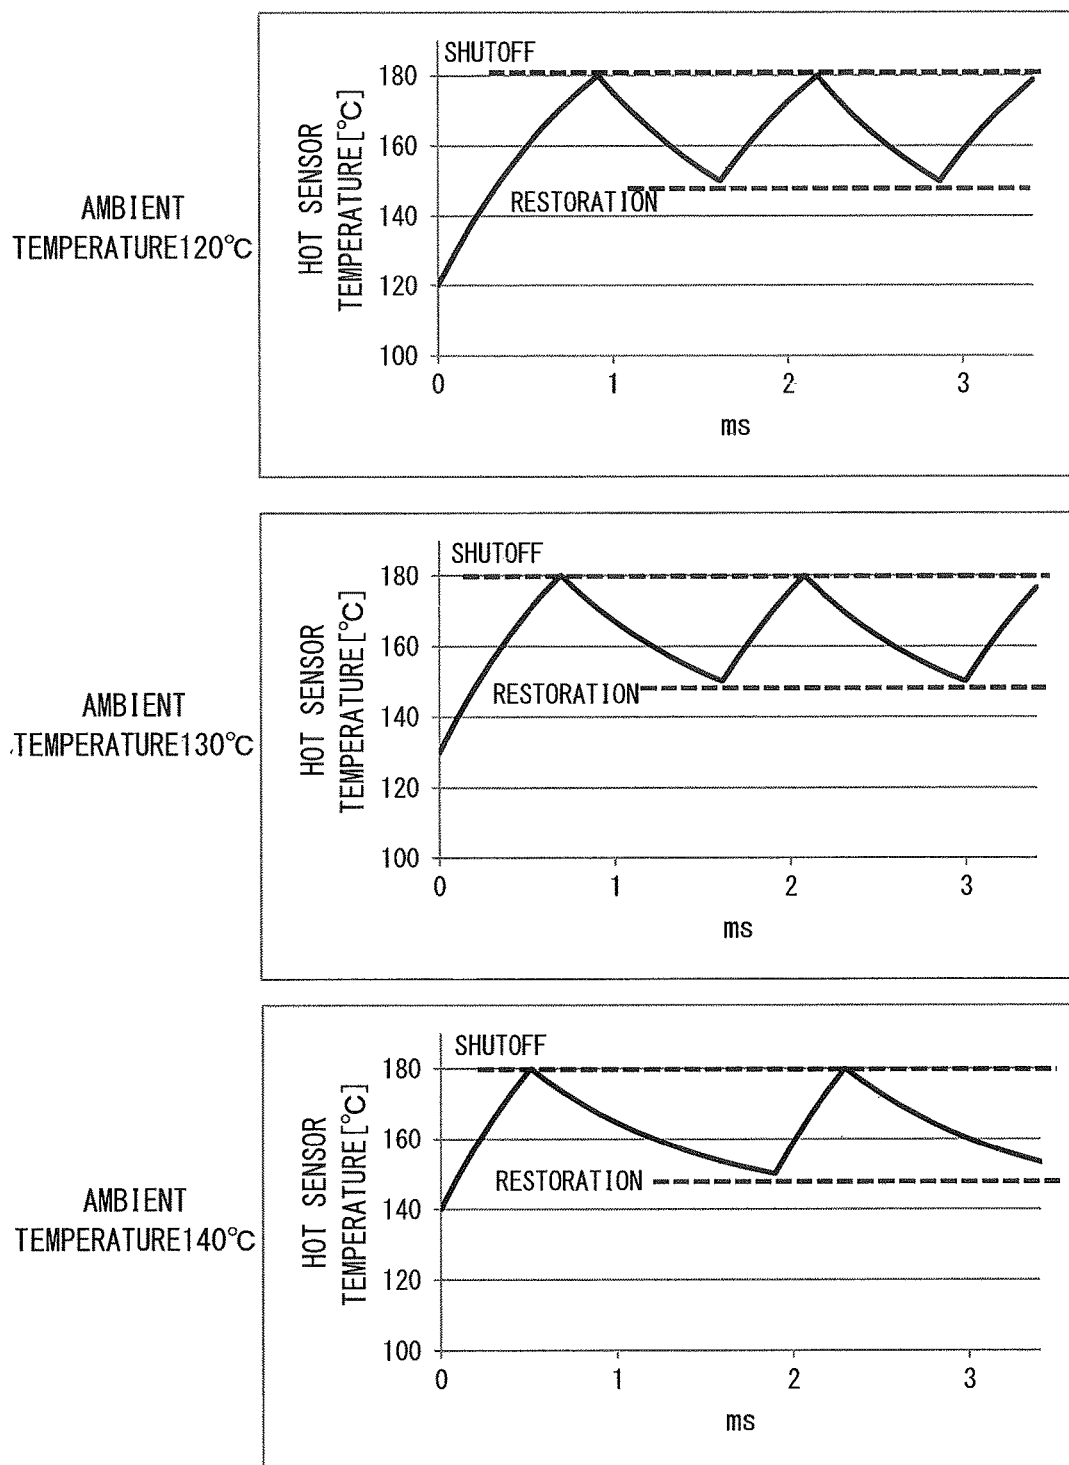 AMBIENT
TEMPERATURE120℃
HOT SENSOR
TEMPERATURE[℃]
SHUTOFF
180
160
RESTORATION
140
120
100
0 1 2 3
ms
AMBIENT
TEMPERATURE130℃
HOT SENSOR
TEMPERATURE[℃]
SHUTOFF
180
160
RESTORATION
140
120
100
0 1 2 3
ms
AMBIENT
TEMPERATURE140℃
HOT SENSOR
TEMPERATURE[℃]
SHUTOFF
180
160
RESTORATION
140
120
100
0 1 2 3
ms